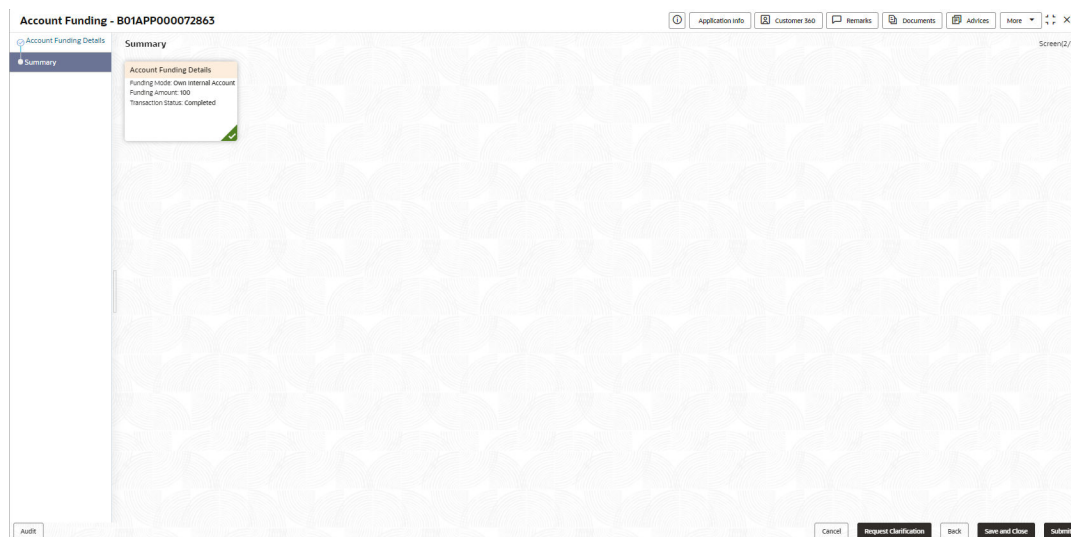 Account Funding - B01APP000072863
Application Info
Customer 360
Remarks
Documents
Advices
More
Account Funding Details
Summary
Summary
Screen(2/
Account Funding Details
Funding Mode: Own Internal Account
Funding Amount: 100
Transaction Status: Completed
Audit
Cancel
Request Clarification
Back
Save and Close
Submit